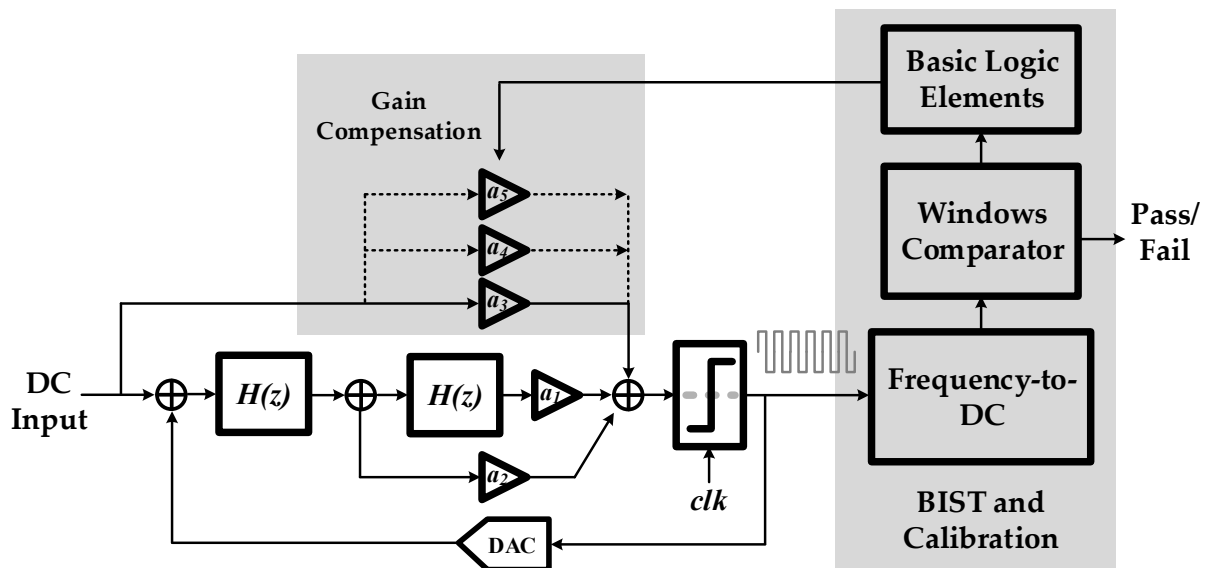 Basic Logic
Elements
Gain
Compensation
a5
Windows
Comparator
Pass/
Fail
a4
a3
DC
Input
H(z)
H(z)
a1
Frequency-to-
DC
a2
clk
BIST and
Calibration
DAC